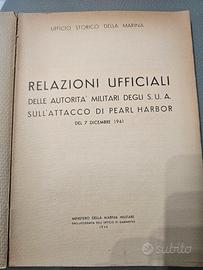 UFFICIO STORICO DELLA MARINA
RELAZIONI UFFICIALI
DELLE AUTORITA' MILITARI DEGLI S.U.A.
SULL'ATTACCO DI PEARL HARBOR
DEL 7 DICEMBRE 1941
MINISTERO DELLA MARINA MILITARE
subito